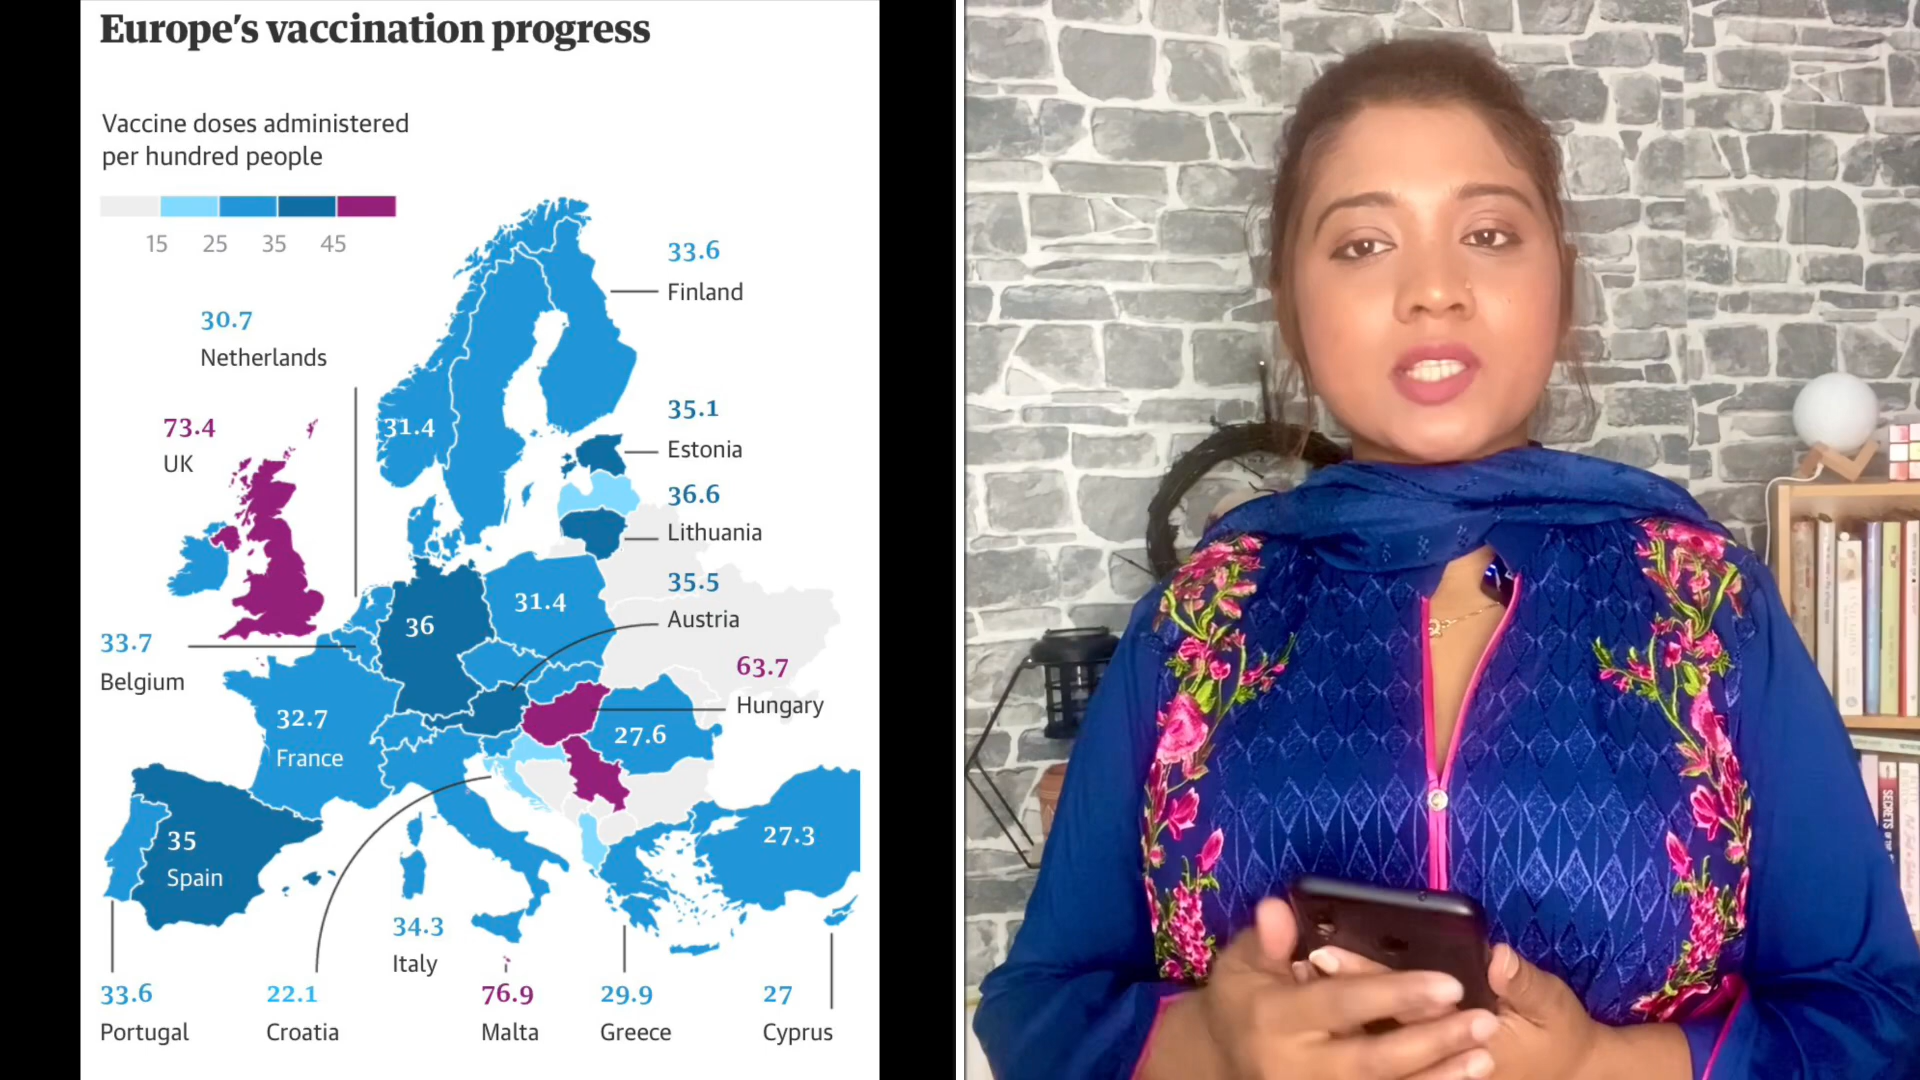 Europe's vaccination progress
Vaccine doses administered
per hundred people
15 25 35 45
33.6
Finland
30.7
Netherlands
31.4
35.1
Estonia
73.4
UK
36.6
Lithuania
35.5
Austria
31.4
36
33.7
Belgium
63.7
Hungary
32.7
France
27.6
35
Spain
27.3
34.3
Italy
33.6
Portugal
22.1
Croatia
76.9
Malta
29.9
Greece
27
Cyprus
SECRETS